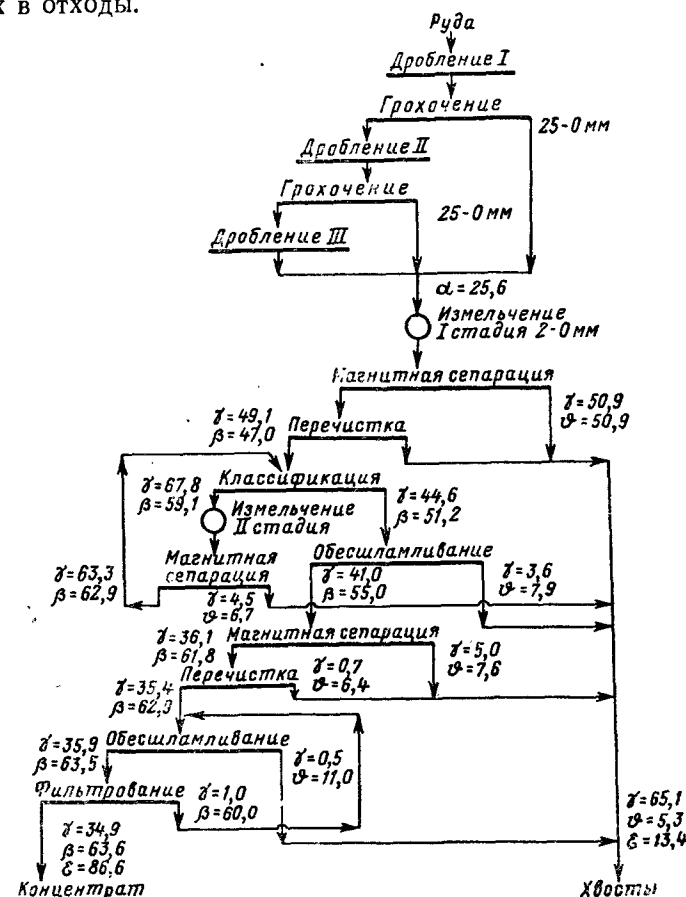 х в отходы.
Руда
Дробление I
Грохочение
25-0 мм
Дробление II
Грохочение
25-0 мм
Дробление III
α=25,6
Измельчение
I стадия 2-0 мм
Магнитная сепарация
γ=49,1
β=47,0
Перечистка
γ=50,9
ϑ=50,9
Классификация
γ=67,8
β=59,1
Измельчение
II стадия
γ=44,6
β=51,2
Магнитная
сепарация
Обесшламливание
γ=63,3
β=62,9
γ=41,0
β=55,0
γ=3,6
ϑ=7,9
γ=4,5
ϑ=6,7
γ=36,1
β=61,8
Магнитная сепарация
γ=5,0
ϑ=7,6
Перечистка
γ=0,7
ϑ=6,4
γ=35,4
β=62,9
γ=35,9
β=63,5
Обесшламливание
γ=0,5
ϑ=11,0
Фильтрование
γ=1,0
β=60,0
γ=34,9
β=63,6
ε=86,6
γ=65,1
ϑ=5,3
ε=13,4
Концентрат
Хвосты